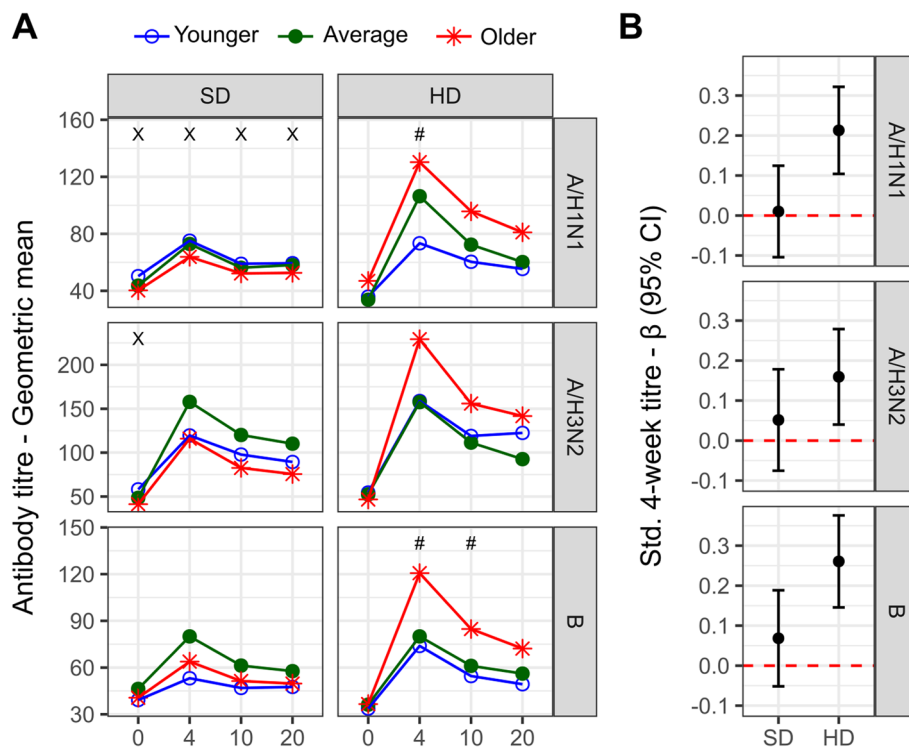 A
Younger Average Older
SD HD
160
120
80
40
X X X X
#
A/H1N1
200
150
100
50
X
A/H3N2
150
120
90
60
30
# #
B
0 4 10 20 0 4 10 20
Antibody titre - Geometric mean
B
0.3
0.2
0.1
0.0
-0.1
A/H1N1
0.3
0.2
0.1
0.0
-0.1
A/H3N2
0.3
0.2
0.1
0.0
-0.1
B
SD HD
Std. 4-week titre - β (95% CI)